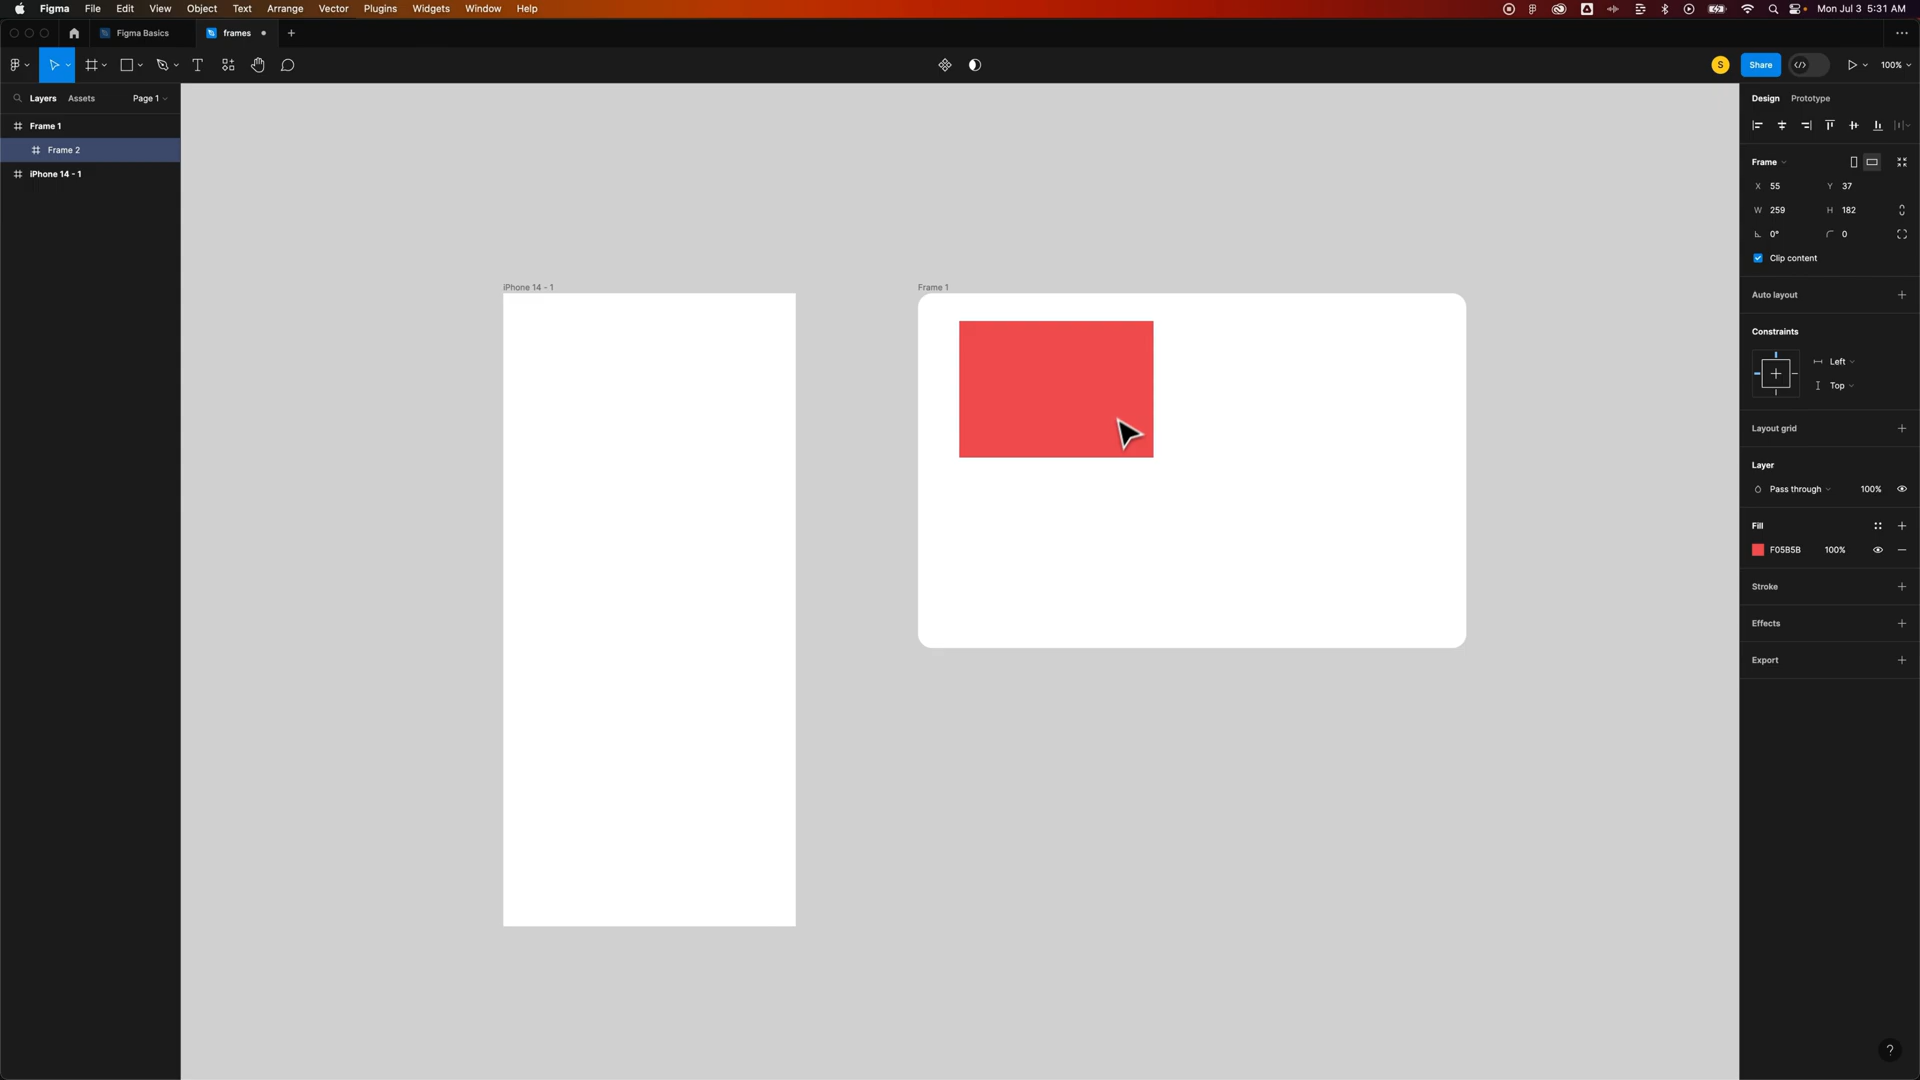 Figma File Edit View Object Text Arrange Vector Plugins Widgets Window Help Mon Jul 3 5:31 AM
Figma Basics frames
T S Share 100%
Layers Assets Page 1
Frame 1
Frame 2
iPhone 14 - 1
iPhone 14 - 1
Frame 1
Design Prototype
Frame
X 55 Y 37
W 259 H 182
0° 0
Clip content
Auto layout
Constraints
Left
Top
Layout grid
Layer
Pass through 100%
Fill
F05B5B 100%
Stroke
Effects
Export
?